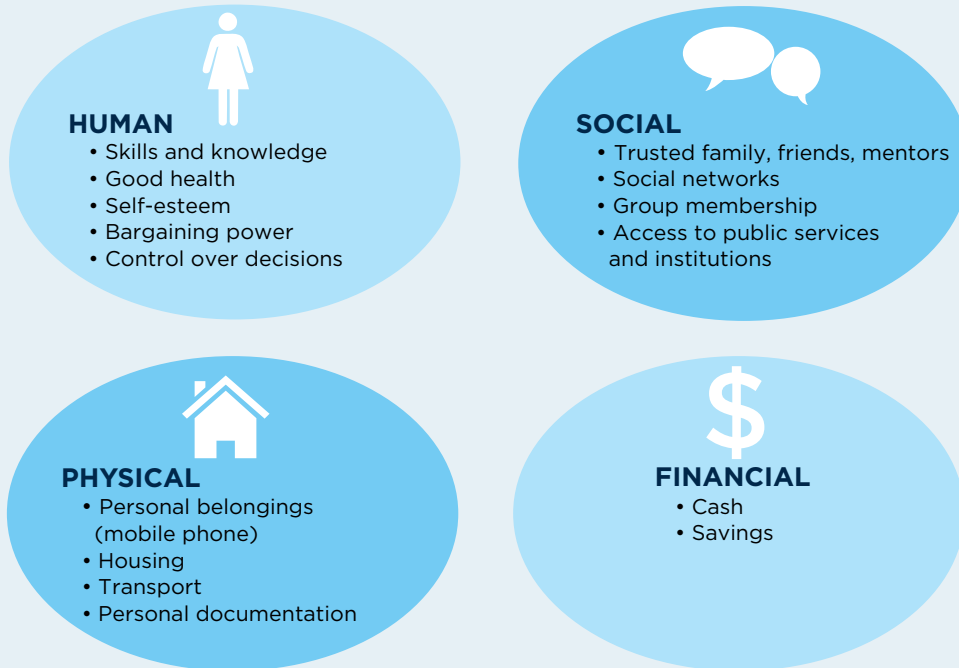 HUMAN
• Skills and knowledge
• Good health
• Self-esteem
• Bargaining power
• Control over decisions
SOCIAL
• Trusted family, friends, mentors
• Social networks
• Group membership
• Access to public services
and institutions
PHYSICAL
• Personal belongings
(mobile phone)
• Housing
• Transport
• Personal documentation
$
FINANCIAL
• Cash
• Savings